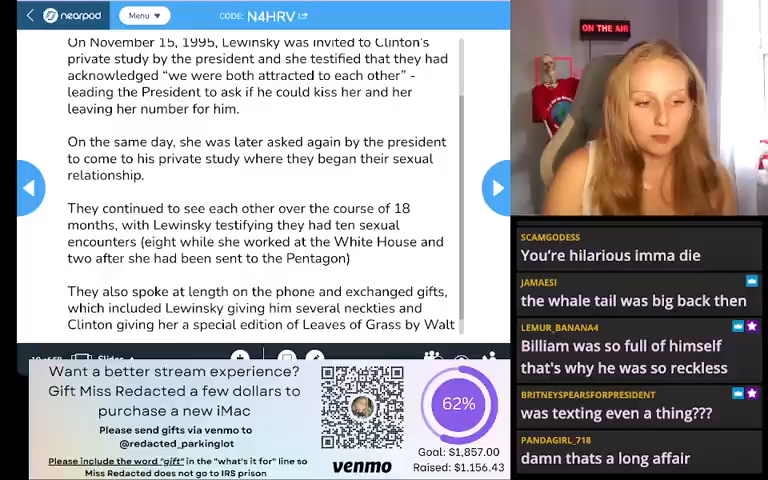 nearpod
Menu
CODE: N4HRV
On November 15, 1995, Lewinsky was invited to Clinton's
private study by the president and she testified that they had
acknowledged "we were both attracted to each other" -
leading the President to ask if he could kiss her and her
leaving her number for him.
On the same day, she was later asked again by the president
to come to his private study where they began their sexual
relationship.
They continued to see each other over the course of 18
months, with Lewinsky testifying they had ten sexual
encounters (eight while she worked at the White House and
two after she had been sent to the Pentagon)
They also spoke at length on the phone and exchanged gifts,
which included Lewinsky giving him several neckties and
Clinton giving her a special edition of Leaves of Grass by Walt
Want a better stream experience?
Gift Miss Redacted a few dollars to
purchase a new iMac
Please send gifts via venmo to
@redacted_parkinglot
Please include the word "gift" in the "what's it for" line so
Miss Redacted does not go to IRS prison
venmo
62%
Goal: $1,857.00
Raised: $1,156.43
ON THE AIR
SCAMGODESS
You're hilarious imma die
JAMAESI
the whale tail was big back then
LEMUR_BANANA4
Billiam was so full of himself
that's why he was so reckless
BRITNEYSPEARSFORPRESIDENT
was texting even a thing???
PANDAGIRL_718
damn thats a long affair